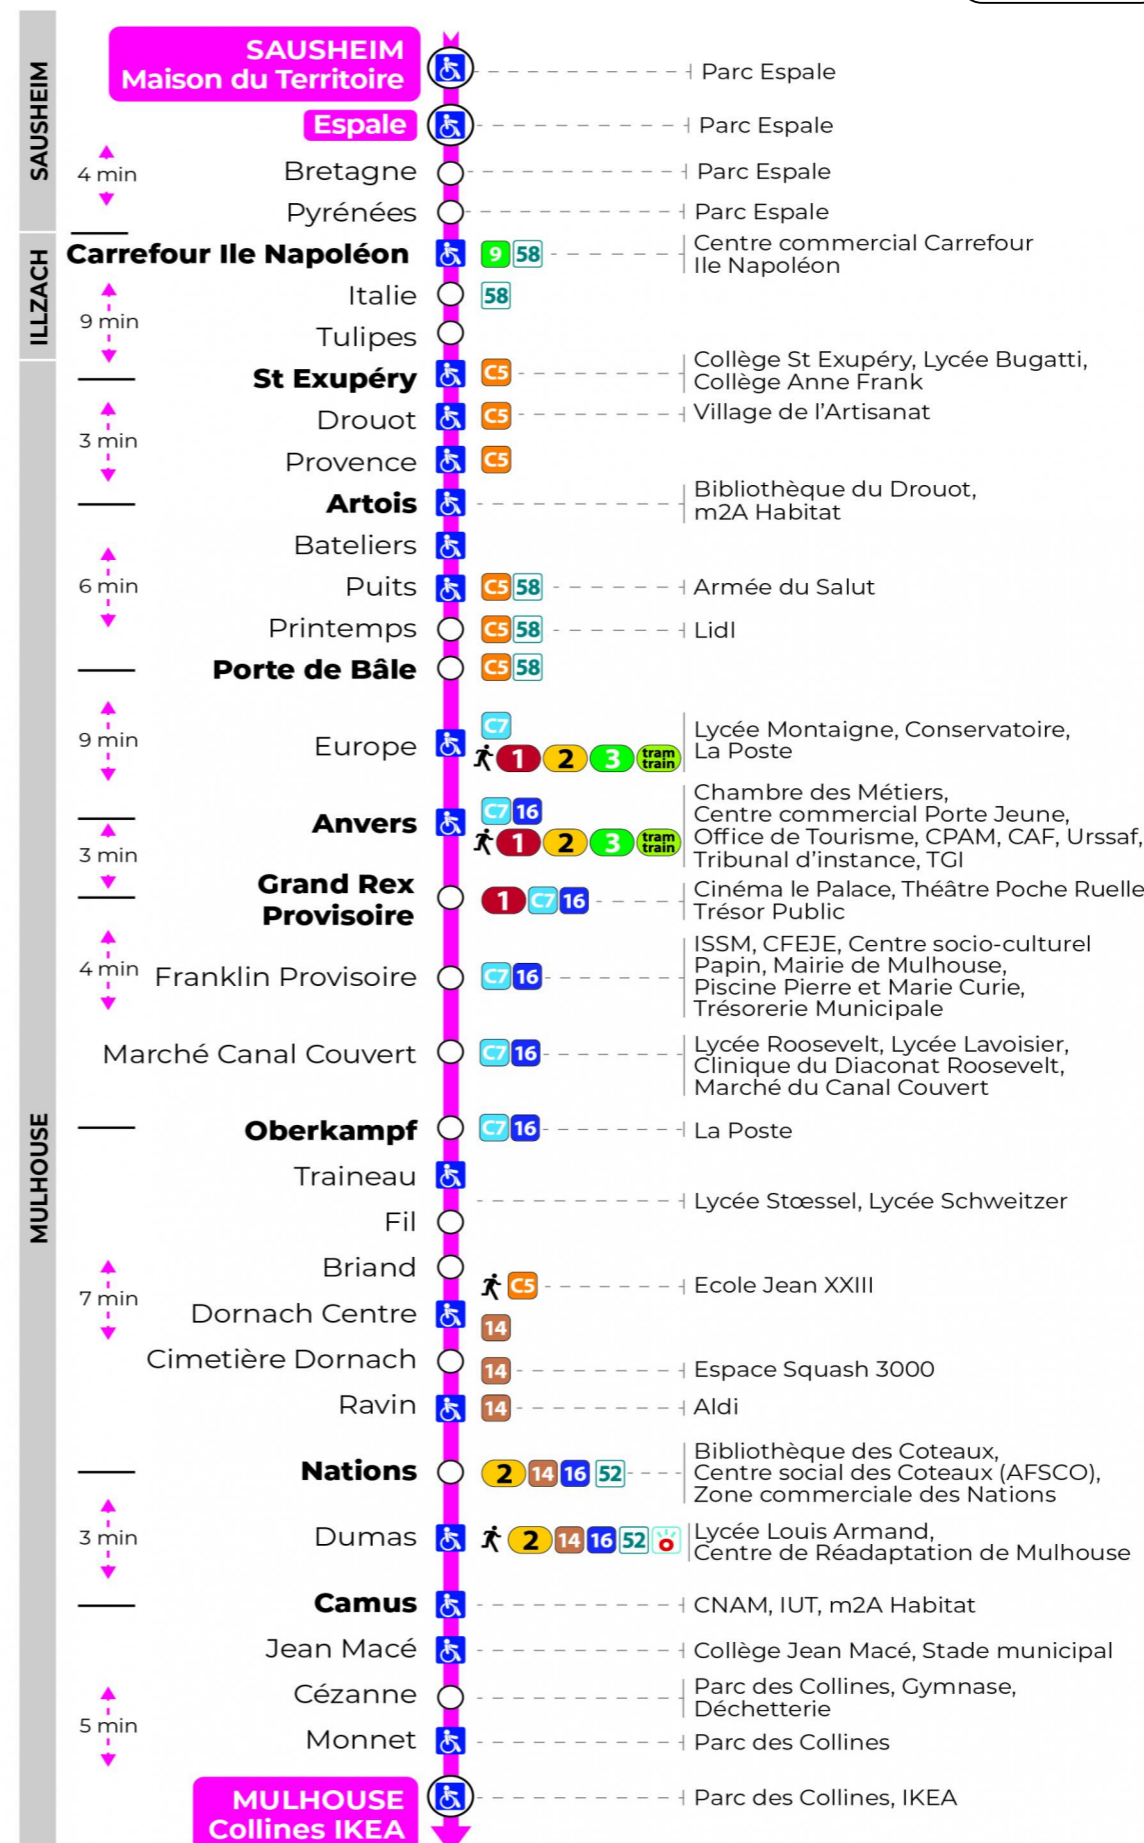 SAUSHEIM
SAUSHEIM
Maison du Territoire
Parc Espale
Espale
Parc Espale
4 min
Bretagne
Parc Espale
Pyrénées
Parc Espale
ILLZACH
Carrefour Ile Napoléon
9 58
Centre commercial Carrefour
Ile Napoléon
9 min
Italie
58
Tulipes
MULHOUSE
St Exupéry
C5
Collège St Exupéry, Lycée Bugatti,
Collège Anne Frank
3 min
Drouot
C5
Village de l'Artisanat
Provence
C5
Artois
Bibliothèque du Drouot,
m2A Habitat
6 min
Bateliers
Puits
C5 58
Armée du Salut
Printemps
C5 58
Lidl
Porte de Bâle
C5 58
9 min
Europe
C7
1 2 3 tram
train
Lycée Montaigne, Conservatoire,
La Poste
Anvers
C7 16
1 2 3 tram
train
Chambre des Métiers,
Centre commercial Porte Jeune,
Office de Tourisme, CPAM, CAF, Urssaf,
Tribunal d'instance, TGI
3 min
Grand Rex
Provisoire
1 C7 16
Cinéma le Palace, Théâtre Poche Ruelle
Trésor Public
4 min
Franklin Provisoire
C7 16
ISSM, CFEJE, Centre socio-culturel
Papin, Mairie de Mulhouse,
Piscine Pierre et Marie Curie,
Trésorerie Municipale
Marché Canal Couvert
C7 16
Lycée Roosevelt, Lycée Lavoisier,
Clinique du Diaconat Roosevelt,
Marché du Canal Couvert
Oberkampf
C7 16
La Poste
7 min
Traineau
Fil
Lycée Stœssel, Lycée Schweitzer
Briand
C5
Ecole Jean XXIII
Dornach Centre
14
Cimetière Dornach
14
Espace Squash 3000
Ravin
14
Aldi
Nations
2 14 16 52
Bibliothèque des Coteaux,
Centre social des Coteaux (AFSCO),
Zone commerciale des Nations
3 min
Dumas
2 14 16 52
Lycée Louis Armand,
Centre de Réadaptation de Mulhouse
Camus
CNAM, IUT, m2A Habitat
5 min
Jean Macé
Collège Jean Macé, Stade municipal
Cézanne
Parc des Collines, Gymnase,
Déchetterie
Monnet
Parc des Collines
MULHOUSE
Collines IKEA
Parc des Collines, IKEA